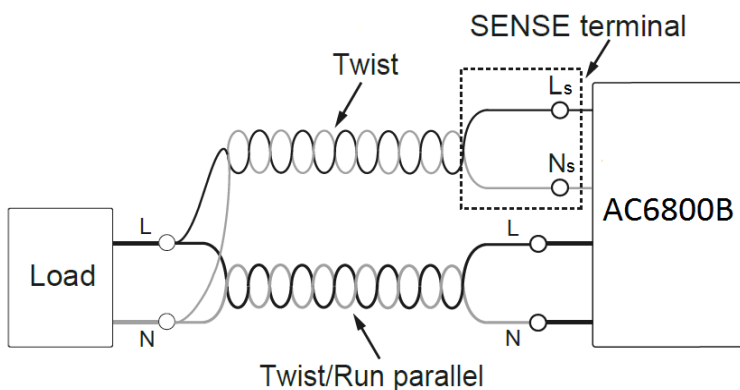 SENSE terminal
Twist
Ls
Ns
AC6800B
L
L
Load
N
N
Twist/Run parallel